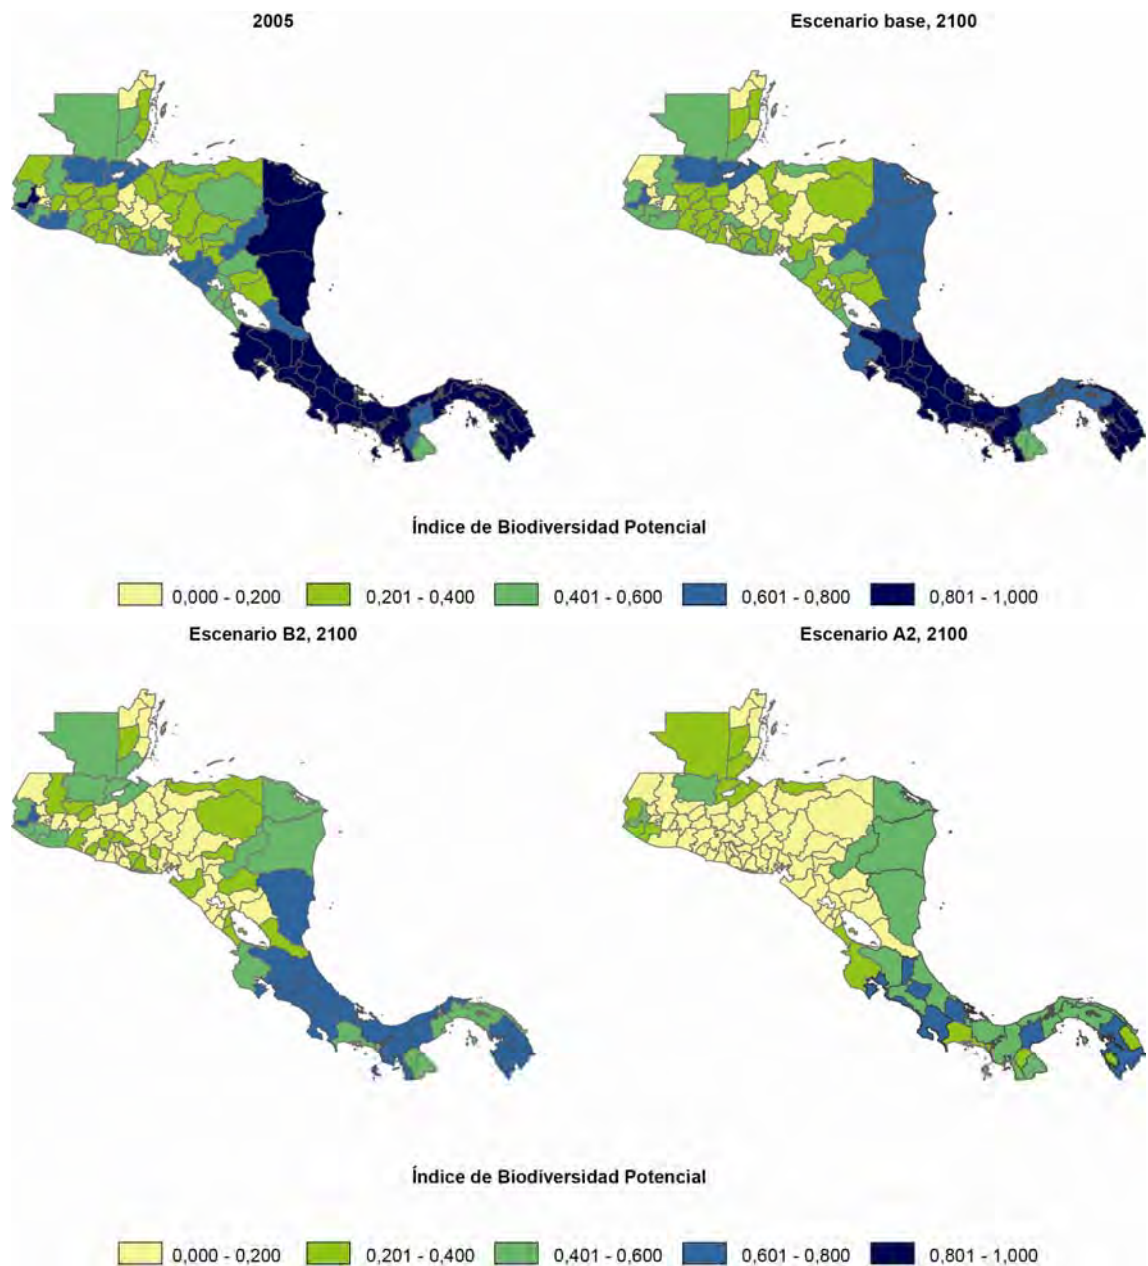 2005
Escenario base, 2100
Índice de Biodiversidad Potencial
0,000 - 0,200 0,201 - 0,400 0,401 - 0,600 0,601 - 0,800 0,801 - 1,000
Escenario B2, 2100
Escenario A2, 2100
Índice de Biodiversidad Potencial
0,000 - 0,200 0,201 - 0,400 0,401 - 0,600 0,601 - 0,800 0,801 - 1,000